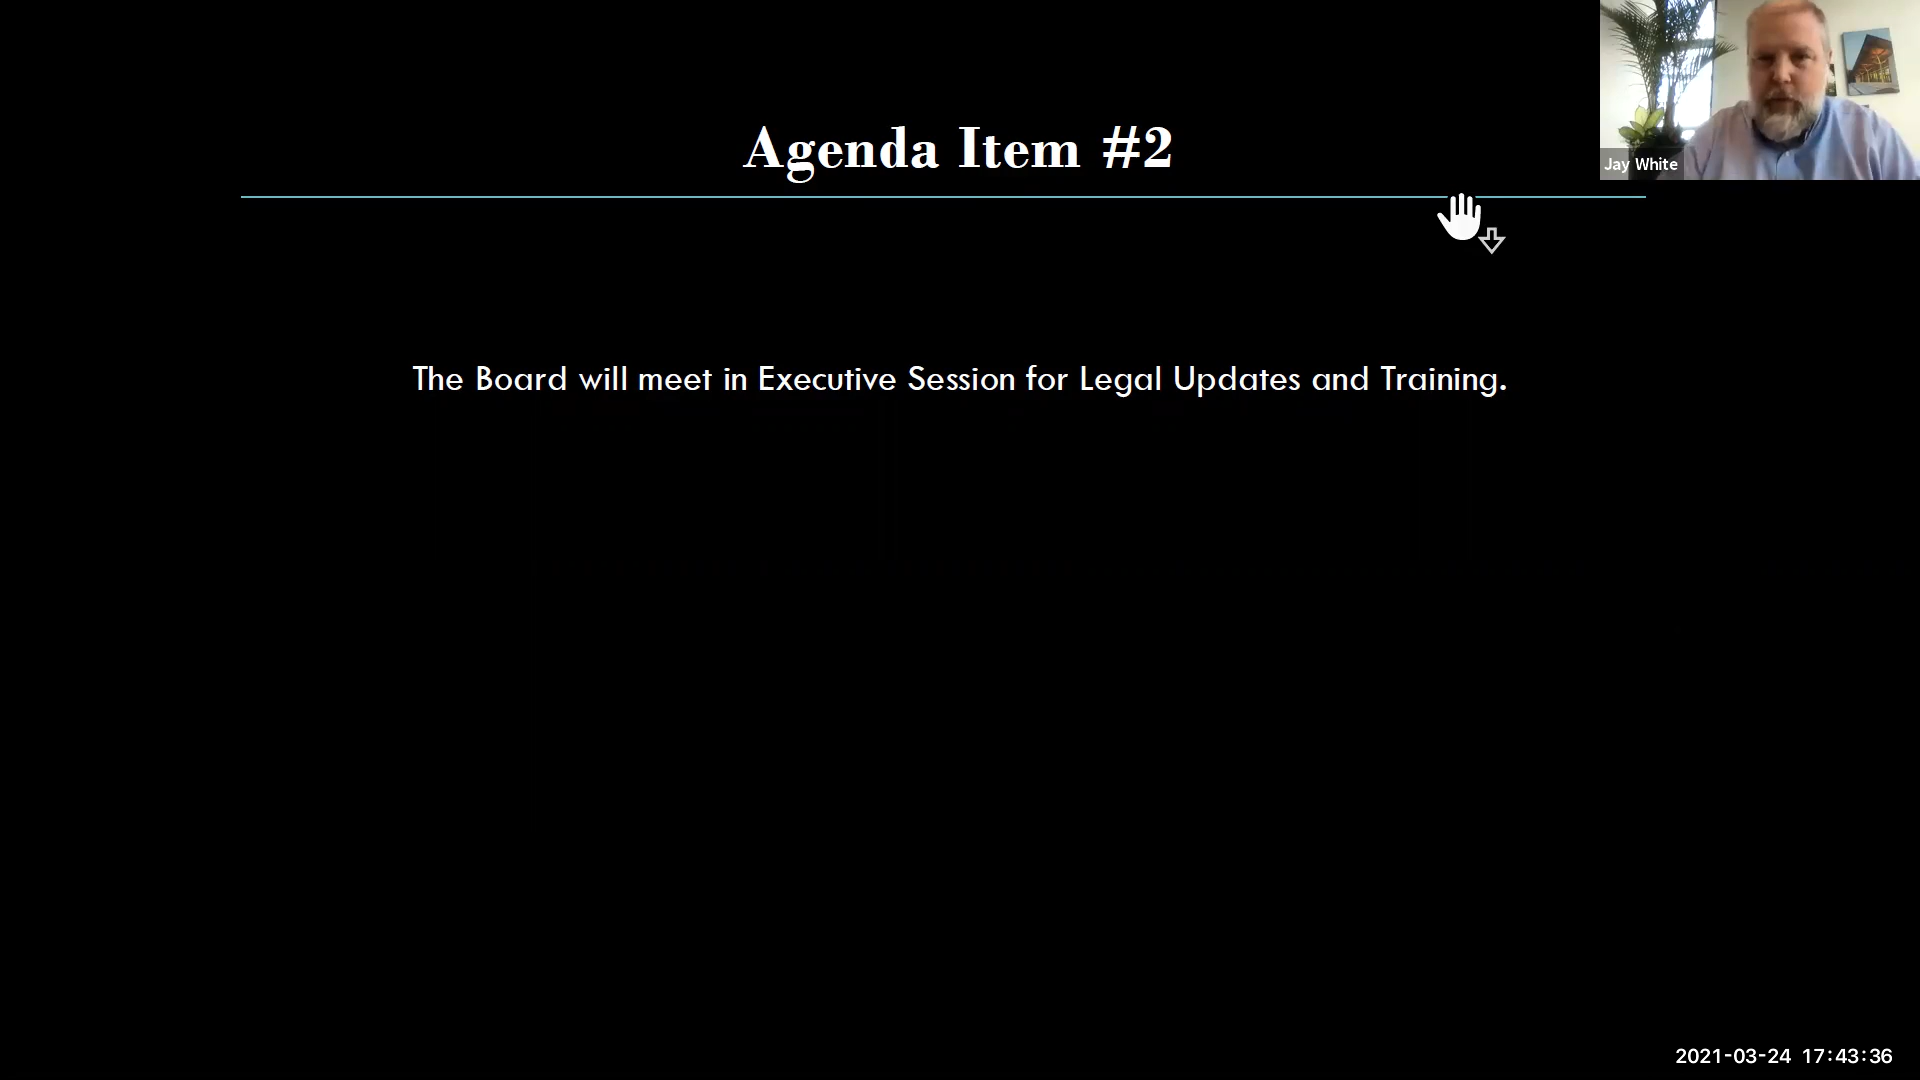 Agenda Item #2
Jay White
The Board will meet in Executive Session for Legal Updates and Training.
2021-03-24 17:43:36